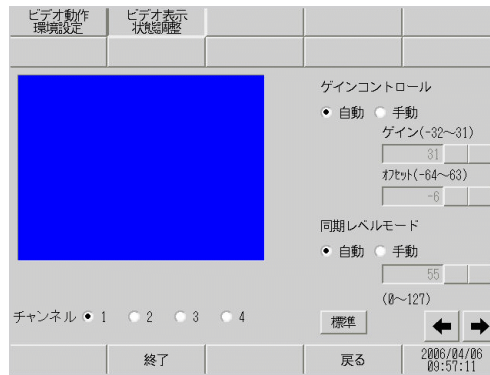 ビデオ動作
環境設定
ビデオ表示
状態調整
ゲインコントロール
自動 手動
ゲイン(-32～31)
31
オフセット(-64～63)
-6
同期レベルモード
自動 手動
55
(0～127)
チャンネル 1 2 3 4
標準
終了
戻る
2006/04/06
09:57:11